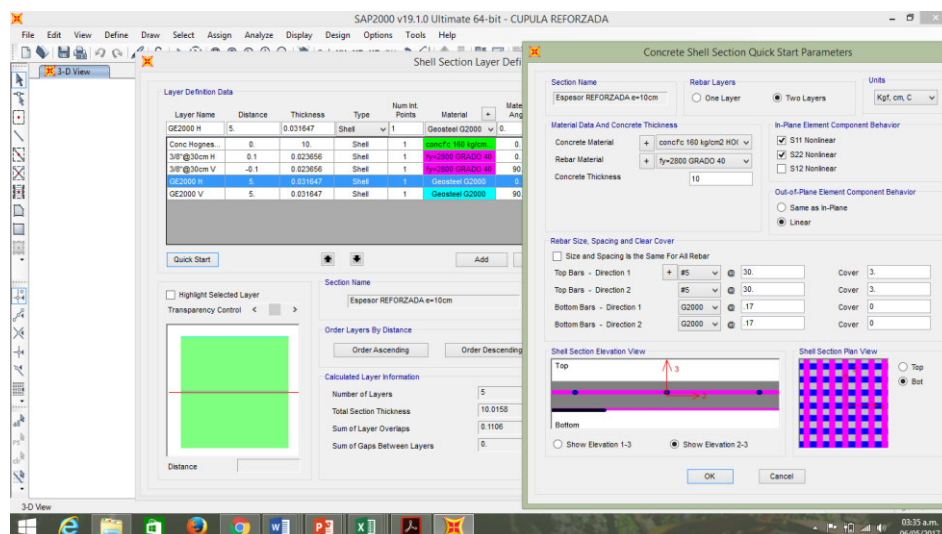 SAP2000 v19.1.0 Ultimate 64-bit - CUPULA REFORZADA
File Edit View Define Draw Select Assign Analyze Display Design Options Tools Help
3-D View
Shell Section Layer Defi
Layer Definition Data
Layer Name Distance Thickness Type Num Int. Points Material + Mate Ang
GE2000 H 5. 0.031647 Shell 1 Geosteel G2000 0.
Conc Hognes... 0. 10. Shell 1 concf'c 160 kg/cm... 0.
3/8"@30cm H 0.1 0.023656 Shell 1 fy=2800 GRADO 40 0.
3/8"@30cm V -0.1 0.023656 Shell 1 fy=2800 GRADO 40 90.
GE2000 H 5. 0.031647 Shell 1 Geosteel G2000 0.
GE2000 V 5. 0.031647 Shell 1 Geosteel G2000 90.
Quick Start Add
Highlight Selected Layer
Transparency Control < >
Distance
Section Name
Espesor REFORZADA e=10cm
Order Layers By Distance
Order Ascending Order Descending
Calculated Layer Information
Number of Layers 5
Total Section Thickness 10.0158
Sum of Layer Overlaps 0.1106
Sum of Gaps Between Layers 0.
Concrete Shell Section Quick Start Parameters
Section Name
Espesor REFORZADA e=10cm
Rebar Layers
One Layer Two Layers
Units
Kgf, cm, C
Material Data And Concrete Thickness
Concrete Material + concf'c 160 kg/cm2 HO
Rebar Material + fy=2800 GRADO 40
Concrete Thickness 10
In-Plane Element Component Behavior
S11 Nonlinear
S22 Nonlinear
S12 Nonlinear
Out-of-Plane Element Component Behavior
Same as In-Plane
Linear
Rebar Size, Spacing and Clear Cover
Size and Spacing Is the Same For All Rebar
Top Bars - Direction 1 + #5 @ 30. Cover 3.
Top Bars - Direction 2 #5 @ 30. Cover 3.
Bottom Bars - Direction 1 G2000 @ .17 Cover 0
Bottom Bars - Direction 2 G2000 @ .17 Cover 0
Shell Section Elevation View
Top
3
2
Bottom
Show Elevation 1-3 Show Elevation 2-3
Shell Section Plan View
Top
Bot
OK Cancel
3-D View
03:35 a.m.
06/05/2017